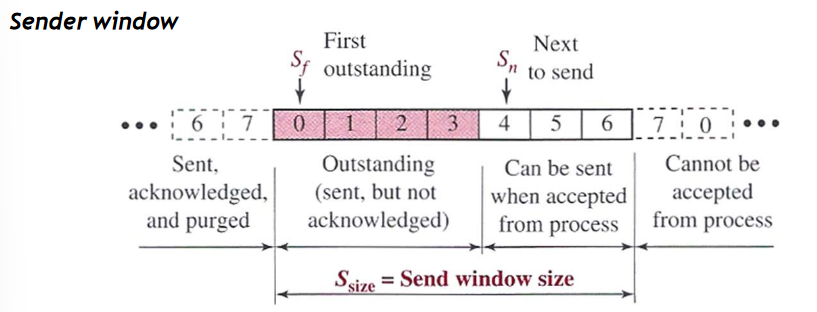 Sender window
First
S_f outstanding
Next
S_n to send
••• 6 7 0 1 2 3 4 5 6 7 0 •••
Sent,
acknowledged,
and purged
Outstanding
(sent, but not
acknowledged)
Can be sent
when accepted
from process
Cannot be
accepted
from process
S_size = Send window size